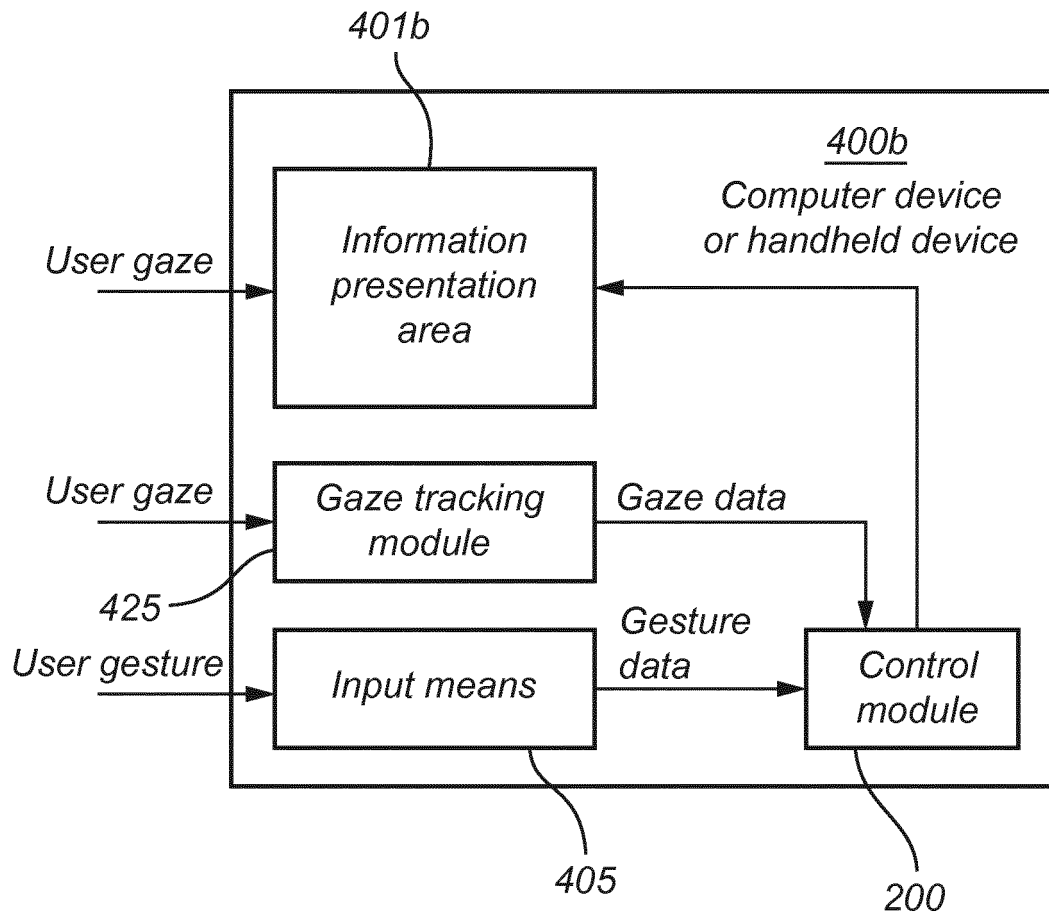 401b
400b
Computer device
or handheld device
Information
presentation
area
User gaze
User gaze
Gaze tracking
module
Gaze data
425
User gesture
Input means
Gesture
data
Control
module
405
200